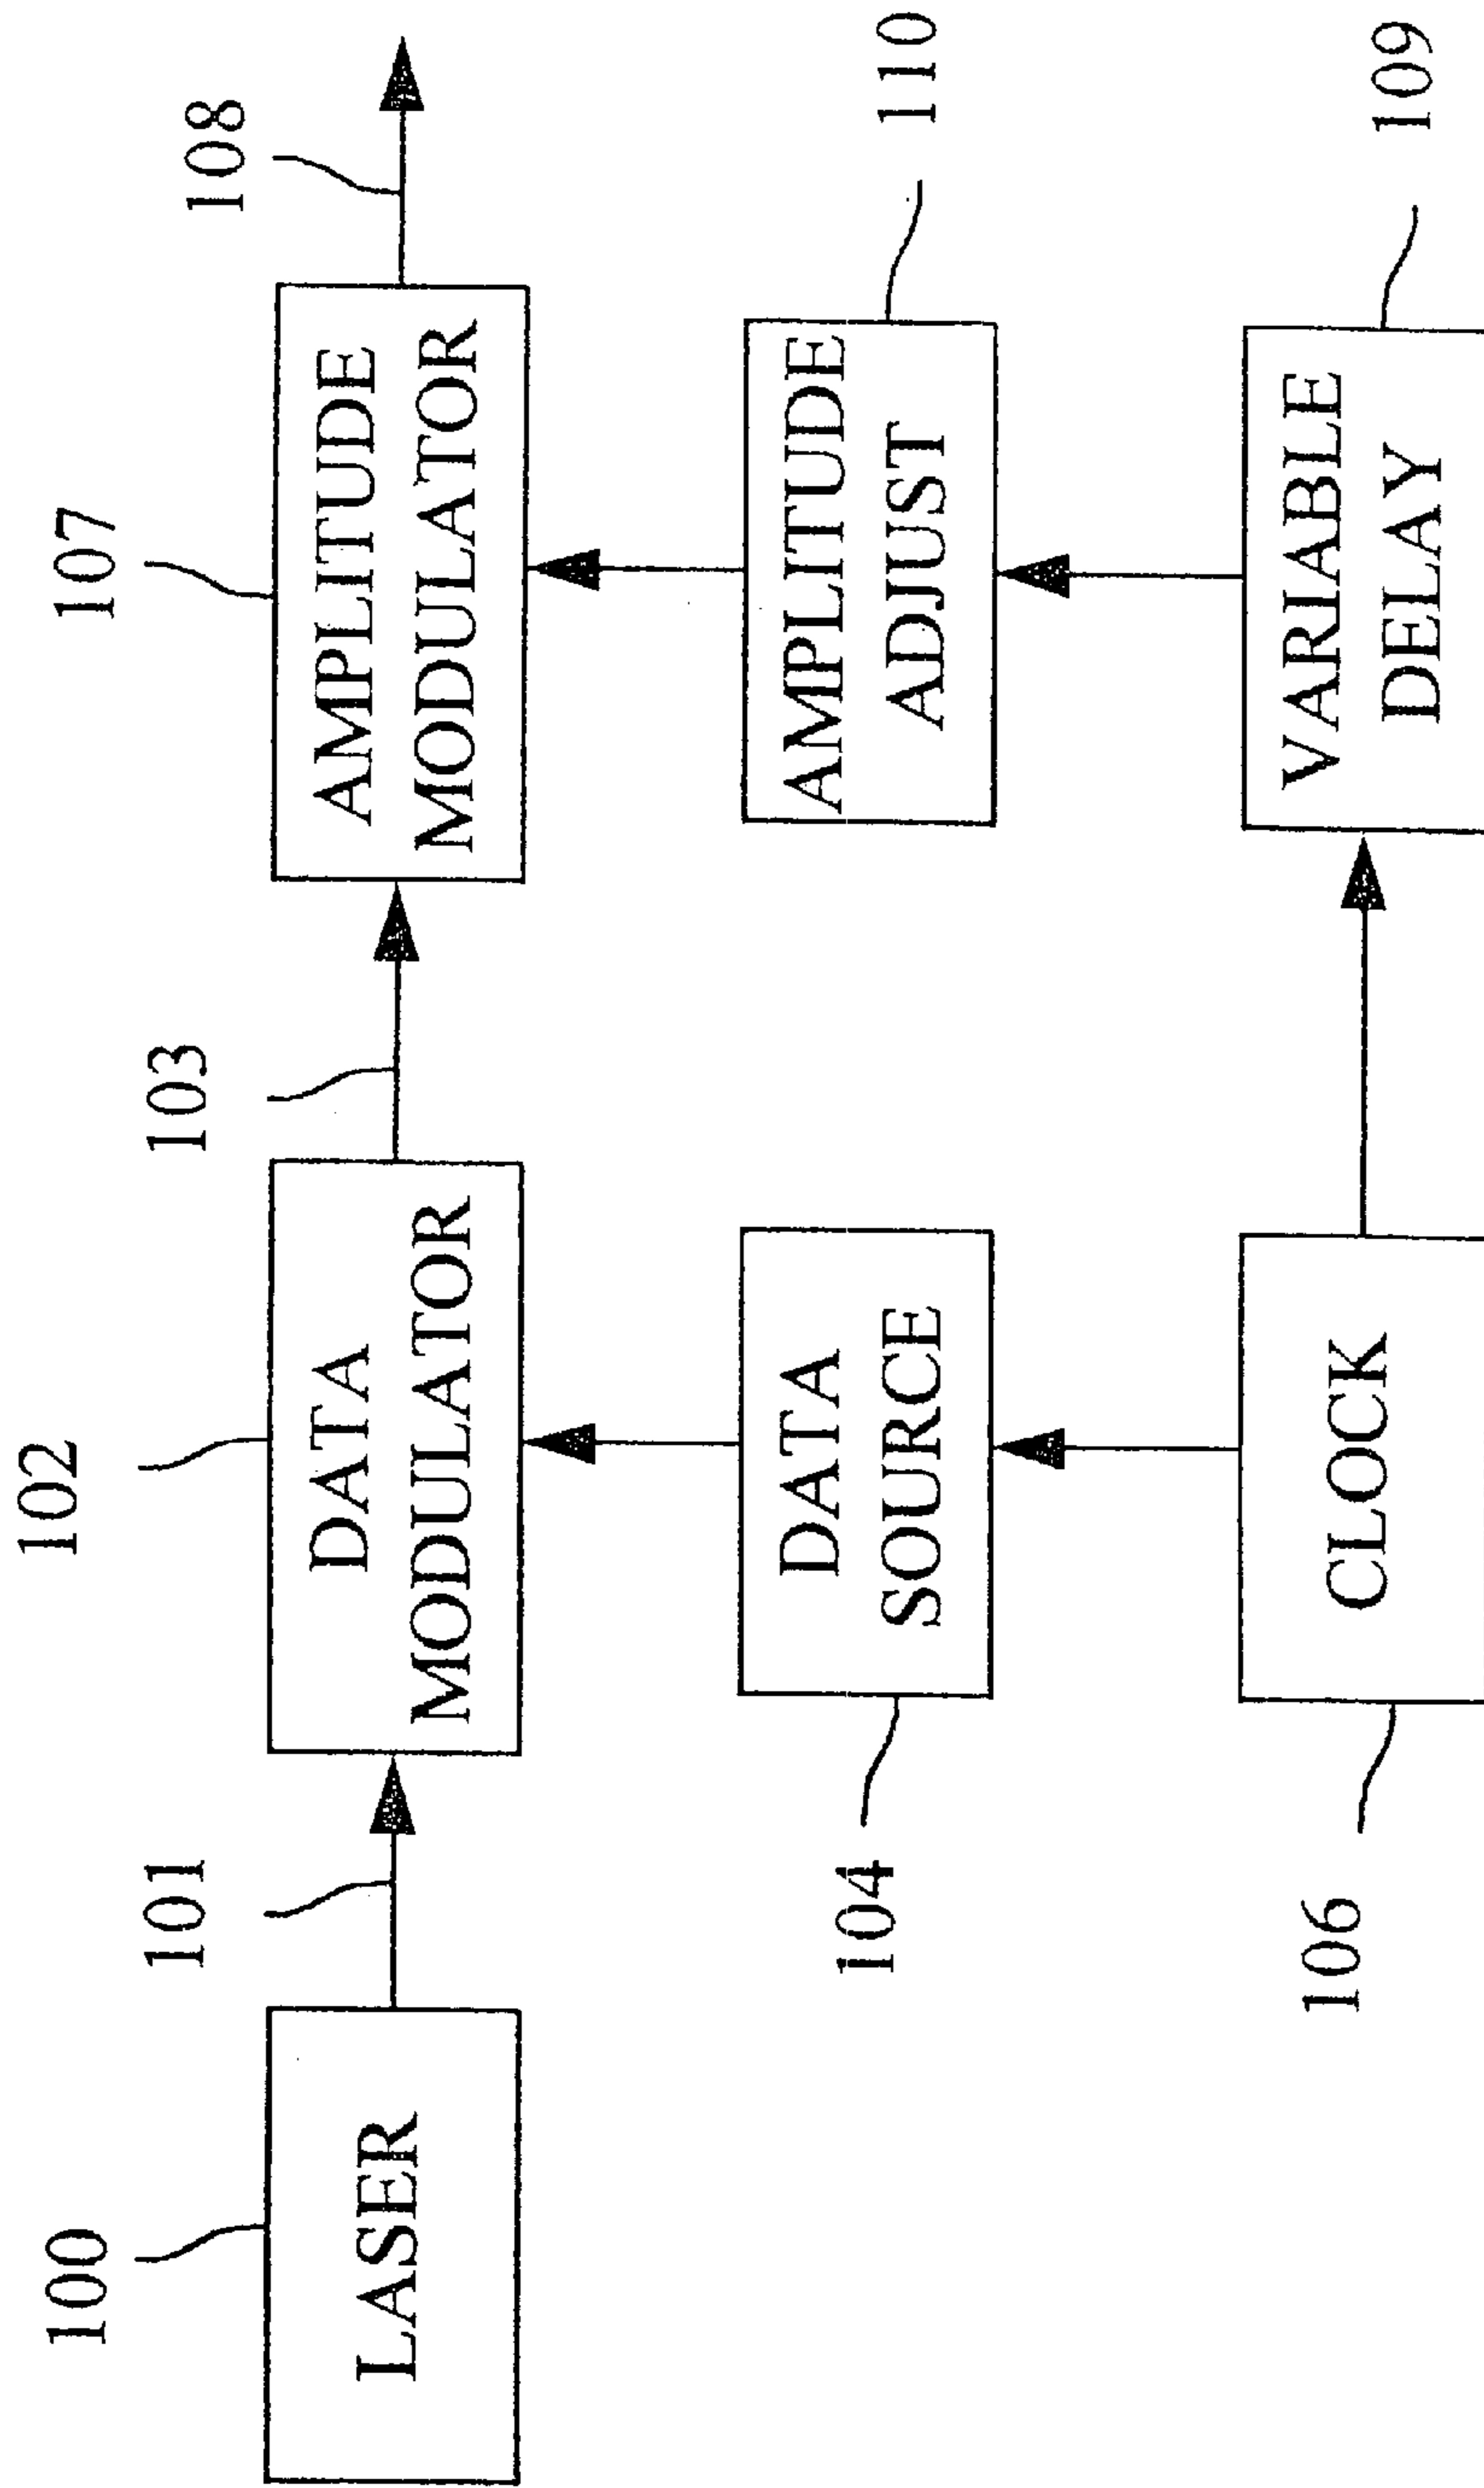 100
101
102
103
107
108
LASER
DATA
MODULATOR
AMPLITUDE
MODULATOR
104
DATA
SOURCE
AMPLITUDE
ADJUST
110
106
CLOCK
VARIABLE
DELAY
109